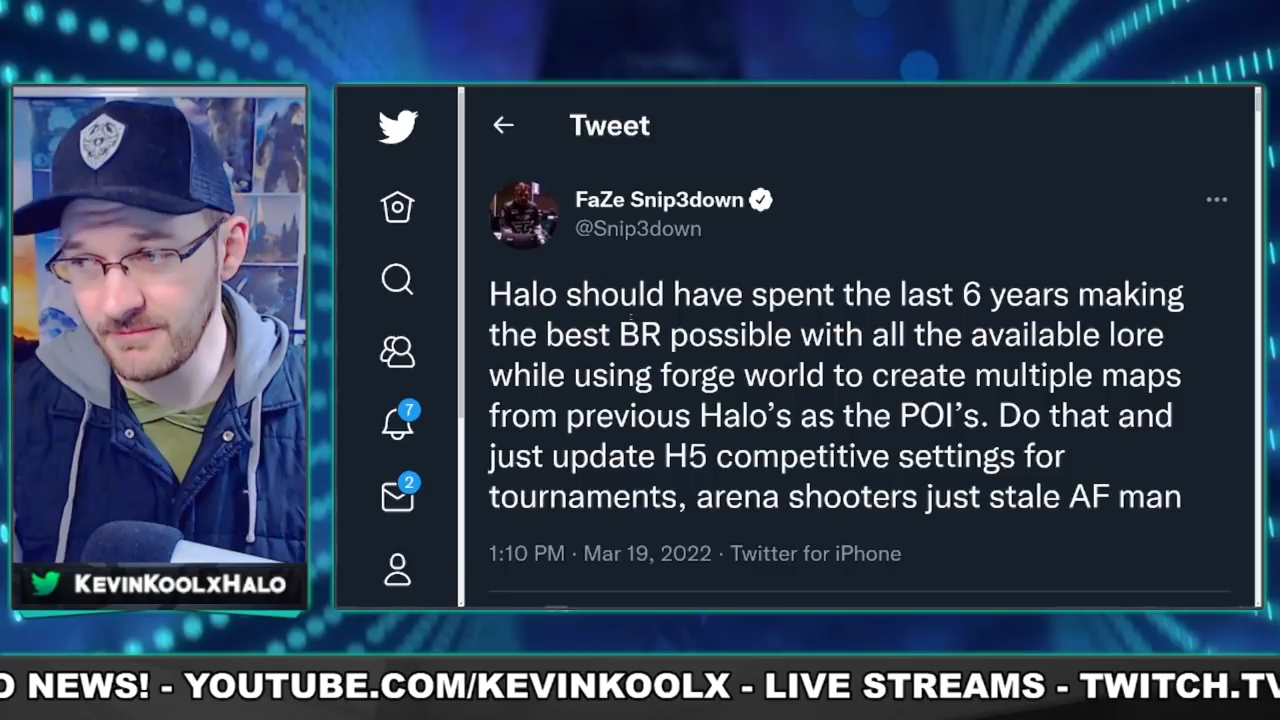 Tweet
FaZe Snip3down
@Snip3down
Halo should have spent the last 6 years making
the best BR possible with all the available lore
while using forge world to create multiple maps
from previous Halo's as the POI's. Do that and
just update H5 competitive settings for
tournaments, arena shooters just stale AF man
1:10 PM · Mar 19, 2022 · Twitter for iPhone
7
2
KEVINKOOLXHALO
O NEWS! - YOUTUBE.COM/KEVINKOOLX - LIVE STREAMS - TWITCH.TV